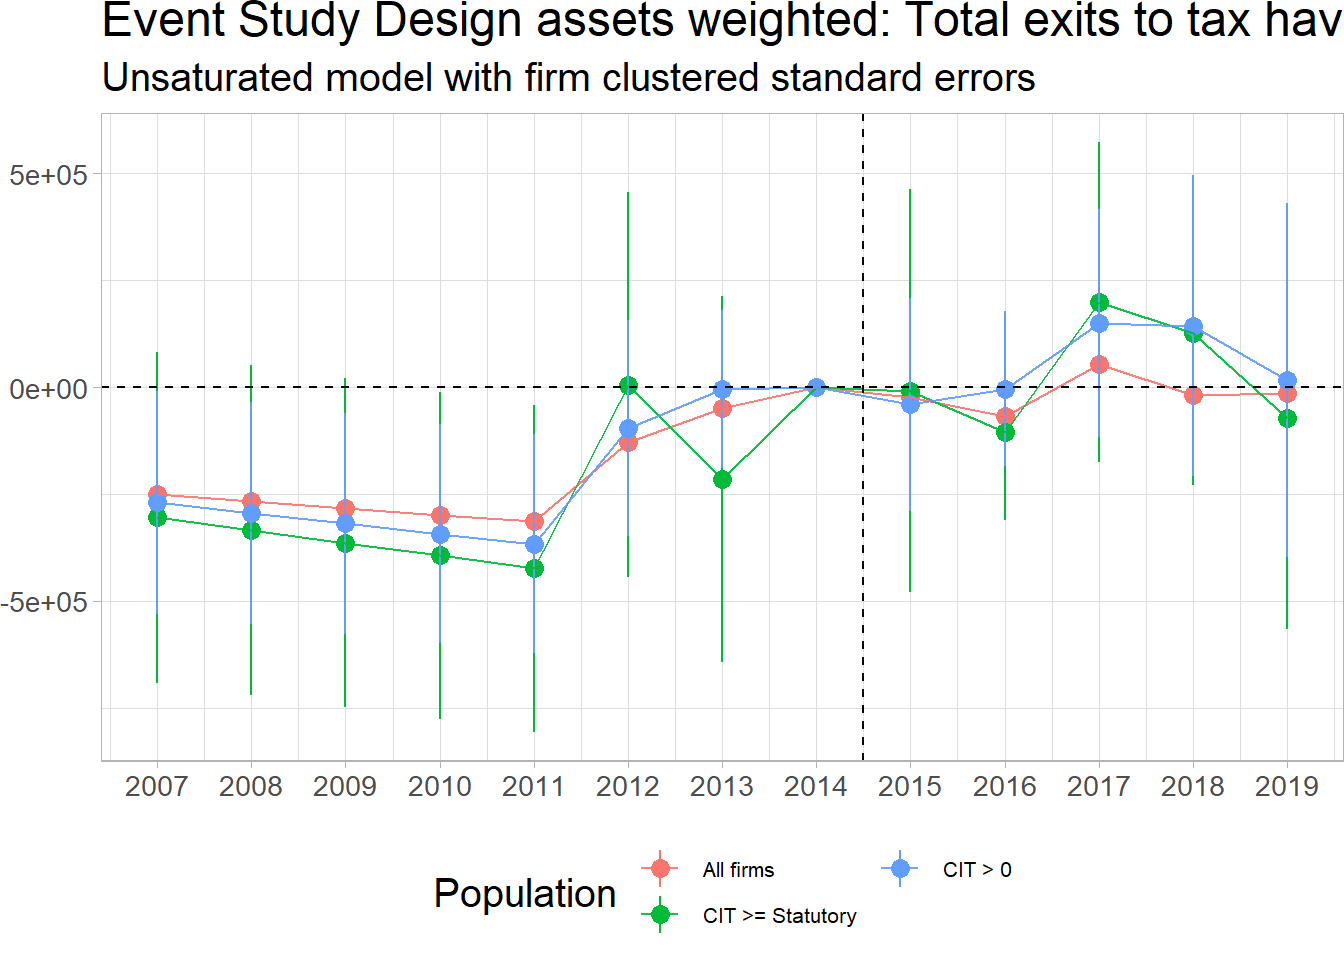 Event Study Design assets weighted: Total exits to tax hav
Unsaturated model with firm clustered standard errors
5e+05
0e+00
-5e+05
2007 2008 2009 2010 2011 2012 2013 2014 2015 2016 2017 2018 2019
Population
All firms
CIT >= Statutory
CIT > 0